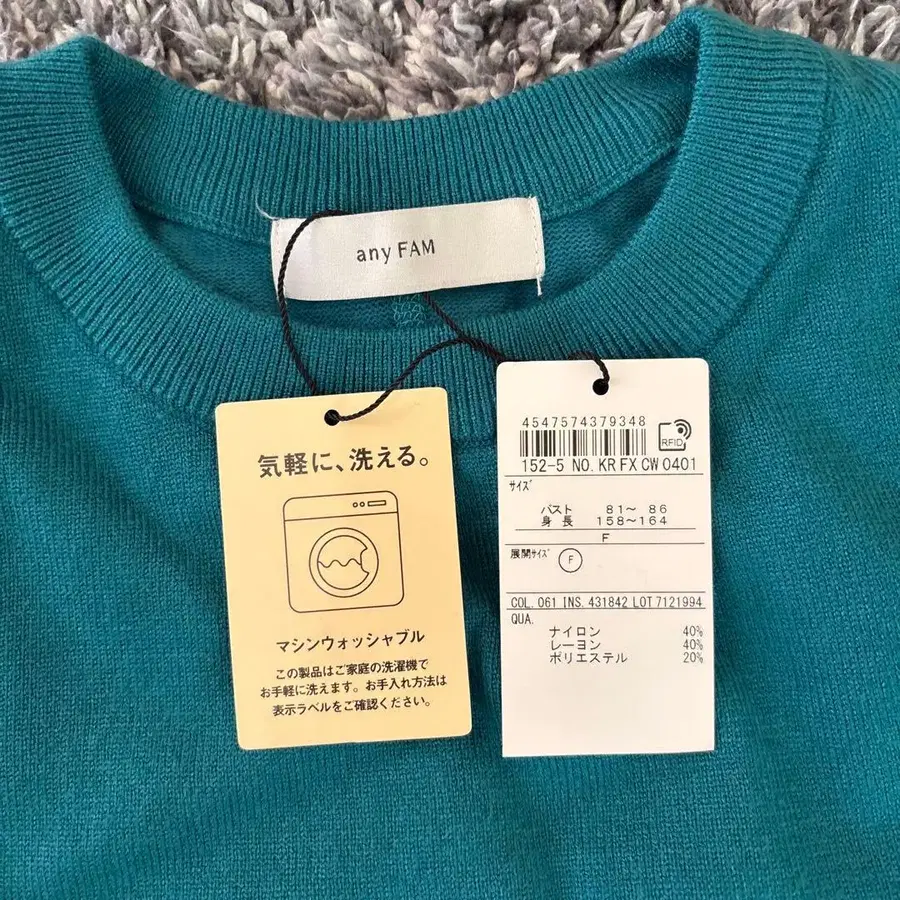 any FAM
気軽に、洗える。
マシンウォッシャブル
この製品はご家庭の洗濯機で
お手軽に洗えます。お手入れ方法は
表示ラベルをご確認ください。
4547574379348
RFID
152-5 NO. KR FX CW 0401
サイズ
バスト 81～ 86
身長 158～164
F
展開サイズ F
COL. 061 INS. 431842 LOT 7121994
QUA.
ナイロン 40%
レーヨン 40%
ポリエステル 20%